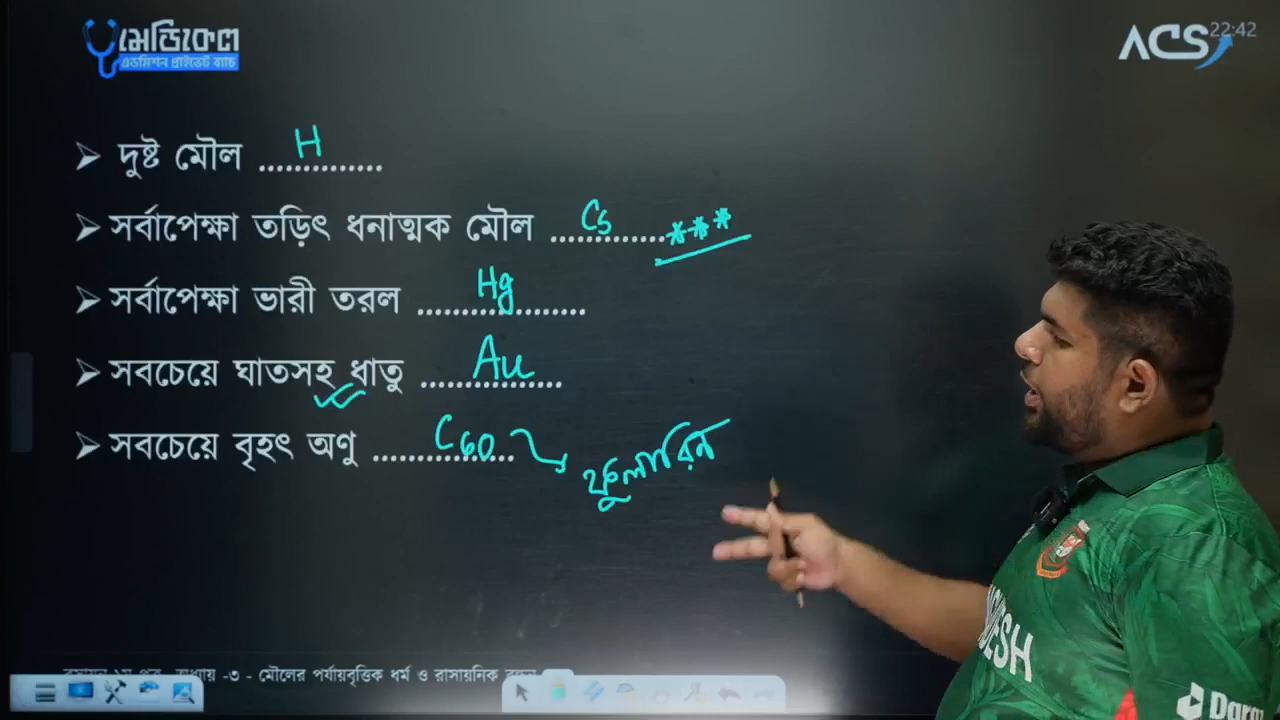 মেডিকেল
এডমিশন প্রাইভেট ব্যাচ
ACS
22:42
➤ দুষ্ট মৌল ............. H
➤ সর্বাপেক্ষা তড়িৎ ধনাত্মক মৌল ............. Cs ***
➤ সর্বাপেক্ষা ভারী তরল ................. Hg
➤ সবচেয়ে ঘাতসহ ধাতু .............. Au
➤ সবচেয়ে বৃহৎ অণু .............. C60 → ফুলারিন
অধ্যায় -৩ - মৌলের পর্যায়বৃত্তিক ধর্ম ও রাসায়নিক